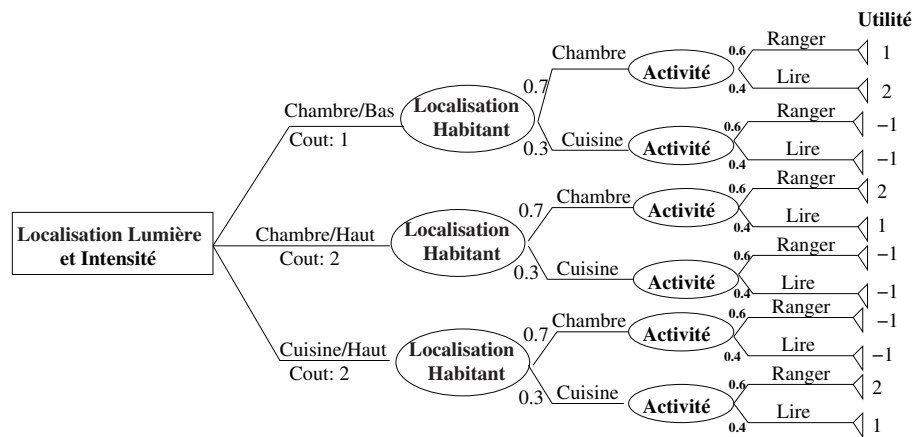 Utilité
Chambre
0.6
Ranger
1
Activité
0.4
Lire
2
0.7
Chambre/Bas
Cout: 1
Localisation
Habitant
0.3
Cuisine
0.6
Ranger
−1
Activité
0.4
Lire
−1
Chambre
0.6
Ranger
2
Activité
0.4
Lire
1
0.7
Localisation Lumière
et Intensité
Chambre/Haut
Cout: 2
Localisation
Habitant
0.3
Cuisine
0.6
Ranger
−1
Activité
0.4
Lire
−1
Chambre
0.6
Ranger
−1
Activité
0.4
Lire
−1
0.7
Cuisine/Haut
Cout: 2
Localisation
Habitant
0.3
Cuisine
0.6
Ranger
2
Activité
0.4
Lire
1